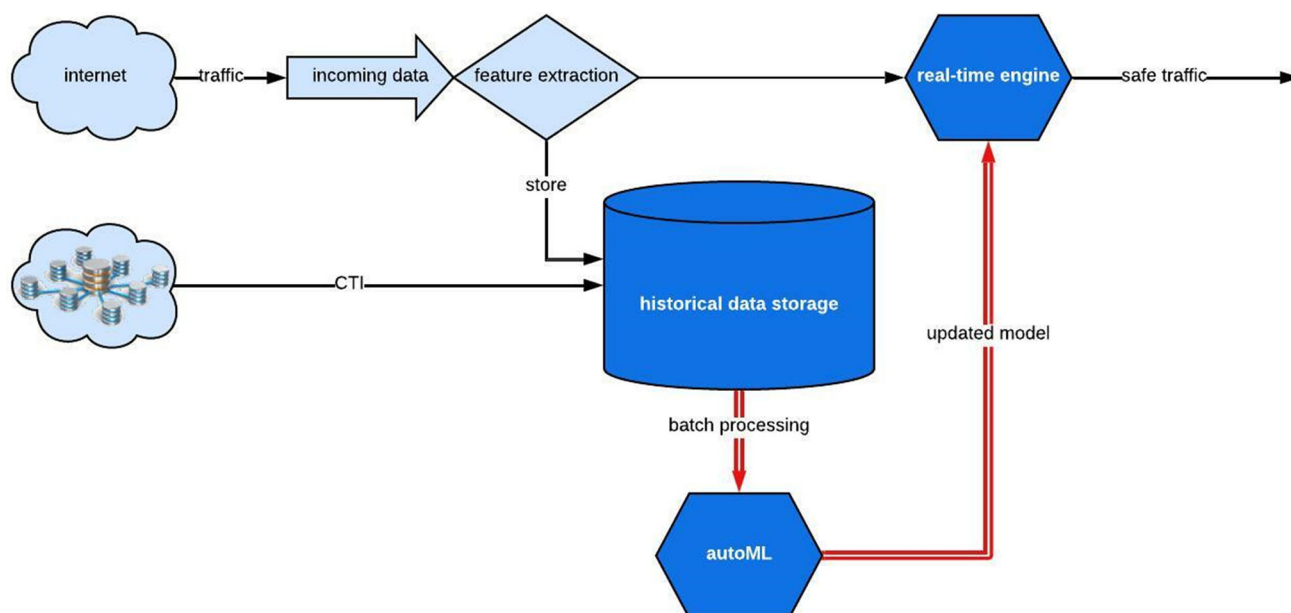 internet
traffic
incoming data
feature extraction
real-time engine
safe traffic
store
CTI
historical data storage
updated model
batch processing
autoML